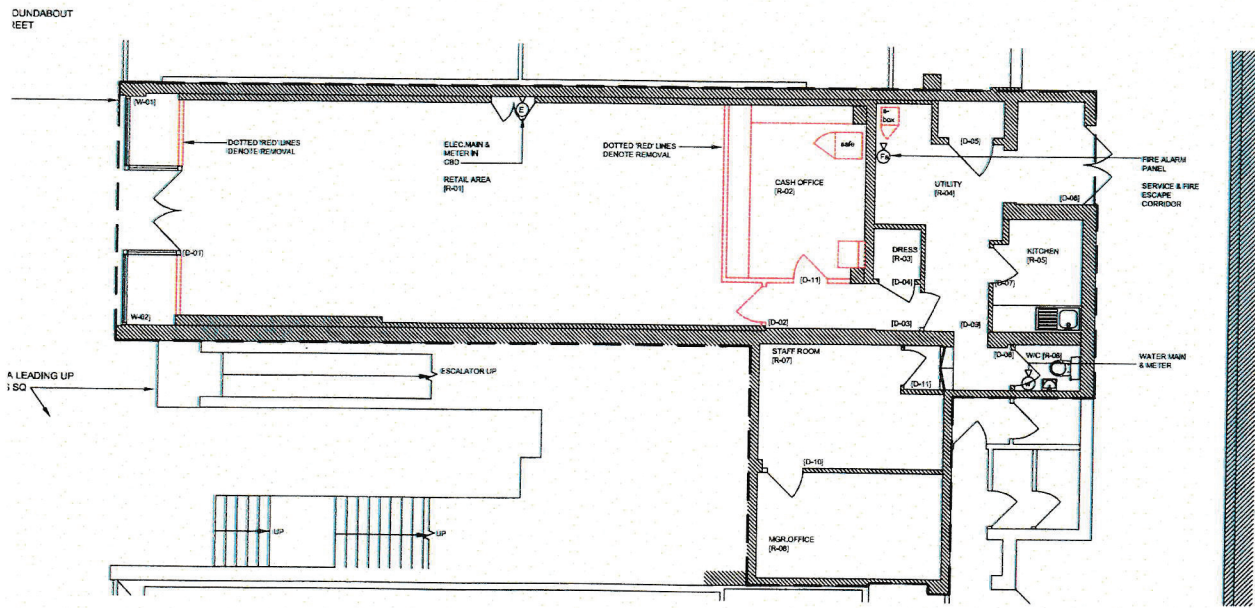 OUNDABOUT
REET
[W-01]
DOTTED 'RED' LINES
DENOTE REMOVAL
ELEC.MAIN &
METER IN
CBD
RETAIL AREA
[R-01]
E
DOTTED 'RED' LINES
DENOTE REMOVAL
safe
CASH OFFICE
[R-02]
e-
box
FA
[D-05]
UTILITY
[R-04]
FIRE ALARM
PANEL
SERVICE & FIRE
ESCAPE
CORRIDOR
[D-06]
[D-01]
DRESS
[R-03]
KITCHEN
[R-05]
[D-11]
[D-04]
[D-07]
W-02]
[D-02]
[D-03]
[D-09]
STAFF ROOM
[R-07]
[D-08]
W/C [R-06]
WATER MAIN
& METER
[D-11]
A LEADING UP
SQ
ESCALATOR UP
[D-10]
UP
UP
MGR.OFFICE
[R-08]